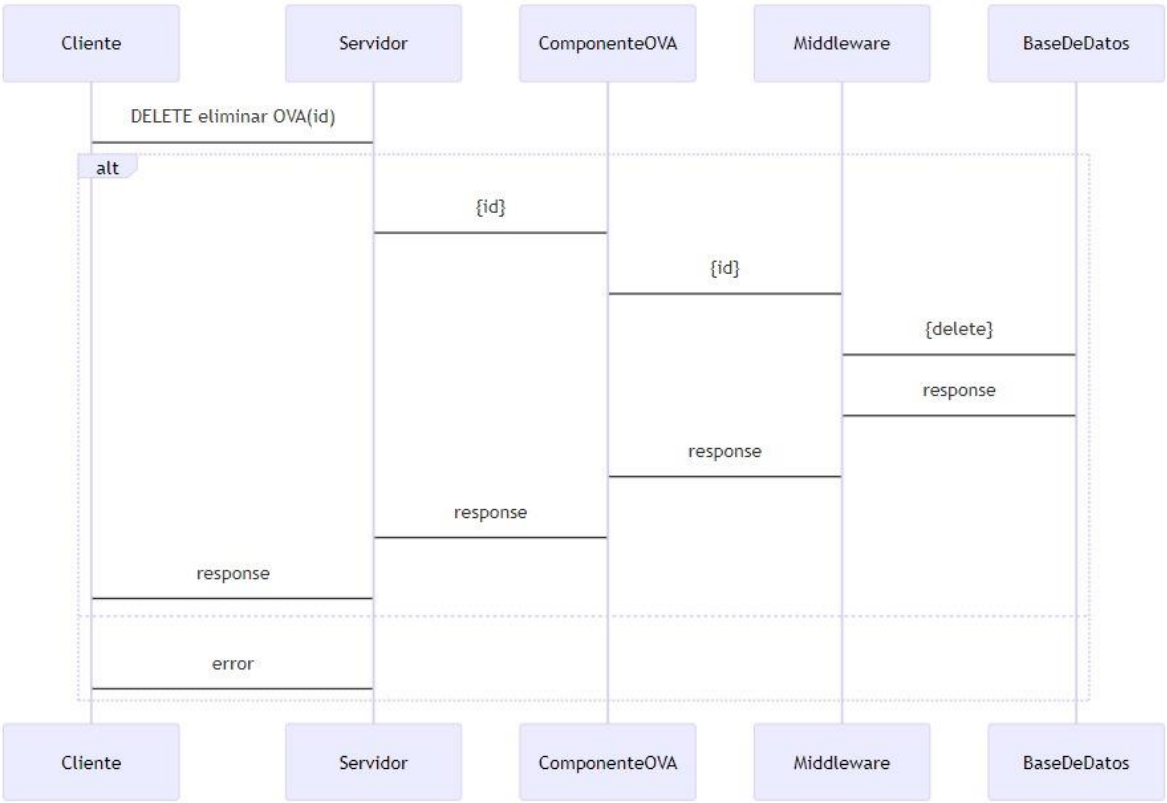 Cliente
Servidor
ComponenteOVA
Middleware
BaseDeDatos
DELETE eliminar OVA(id)
alt
{id}
{id}
{delete}
response
response
response
response
error
Cliente
Servidor
ComponenteOVA
Middleware
BaseDeDatos